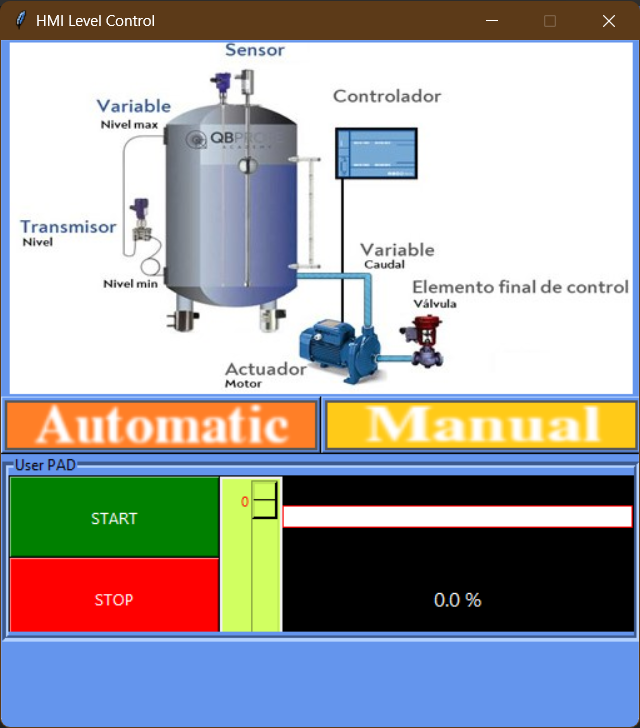 HMI Level Control
Sensor
Variable
Nivel max
Controlador
QBPRO
ACADEMY
Transmisor
Nivel
Variable
Caudal
Nivel min
Elemento final de control
Válvula
Actuador
Motor
Automatic
Manual
User PAD
START
0
STOP
0.0 %